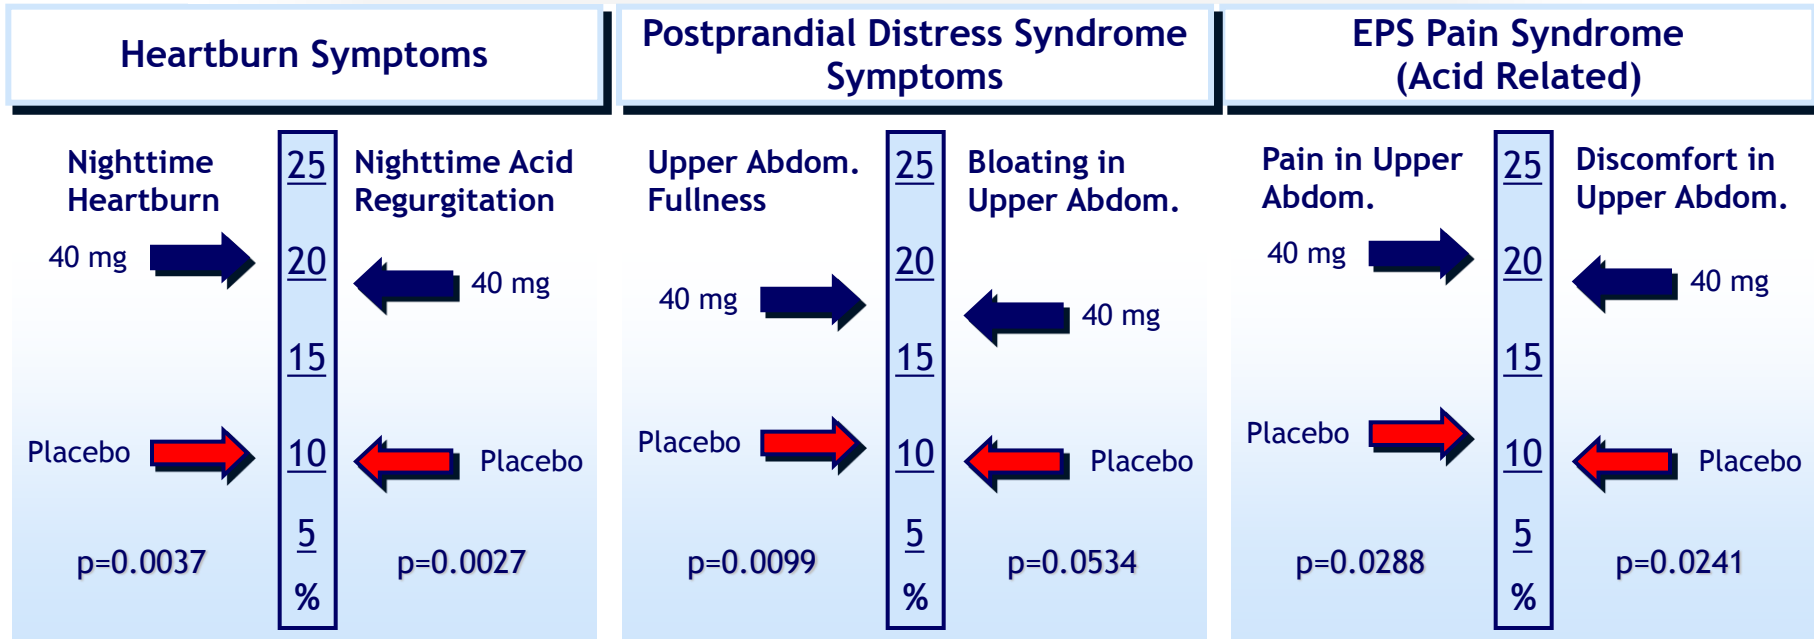 Heartburn Symptoms
Nighttime
Heartburn
40 mg
Placebo
p=0.0037
25
20
15
10
5
%
Nighttime Acid
Regurgitation
40 mg
Placebo
p=0.0027
Postprandial Distress Syndrome
Symptoms
Upper Abdom.
Fullness
40 mg
Placebo
p=0.0099
25
20
15
10
5
%
Bloating in
Upper Abdom.
40 mg
Placebo
p=0.0534
EPS Pain Syndrome
(Acid Related)
Pain in Upper
Abdom.
40 mg
Placebo
p=0.0288
25
20
15
10
5
%
Discomfort in
Upper Abdom.
40 mg
Placebo
p=0.0241